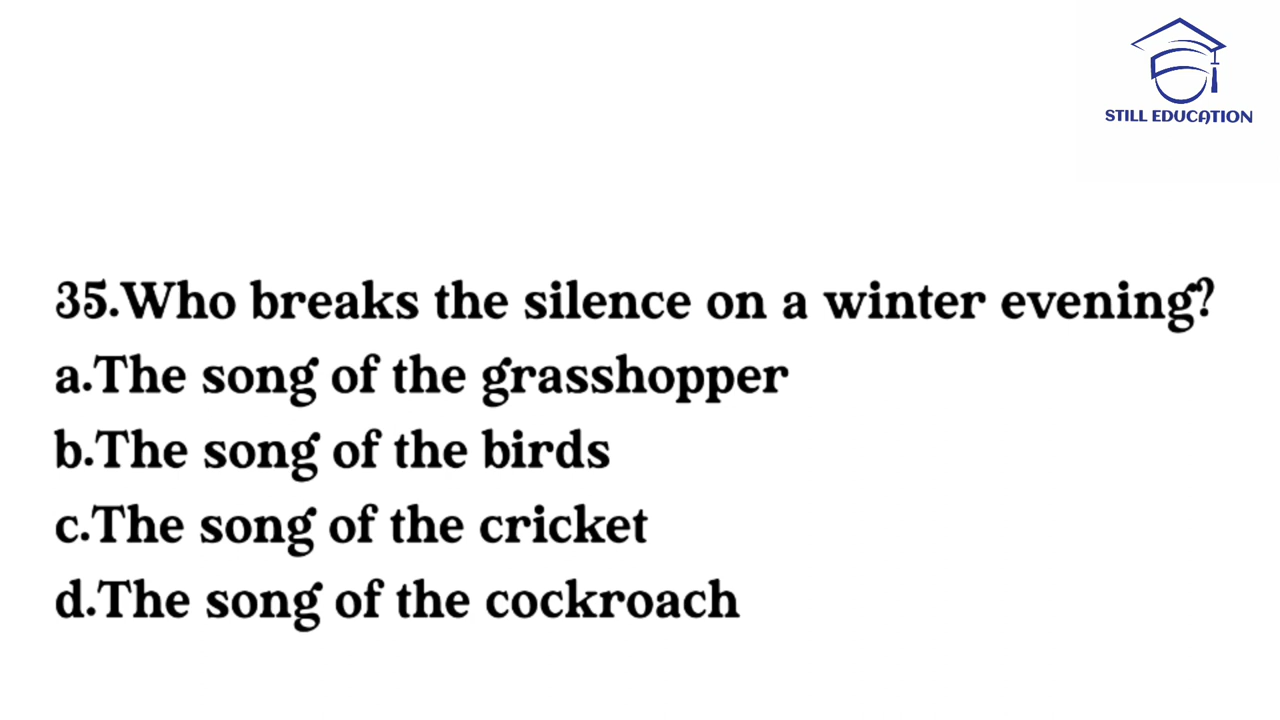 STILL EDUCATION
35.Who breaks the silence on a winter evening?
a.The song of the grasshopper
b.The song of the birds
c.The song of the cricket
d.The song of the cockroach